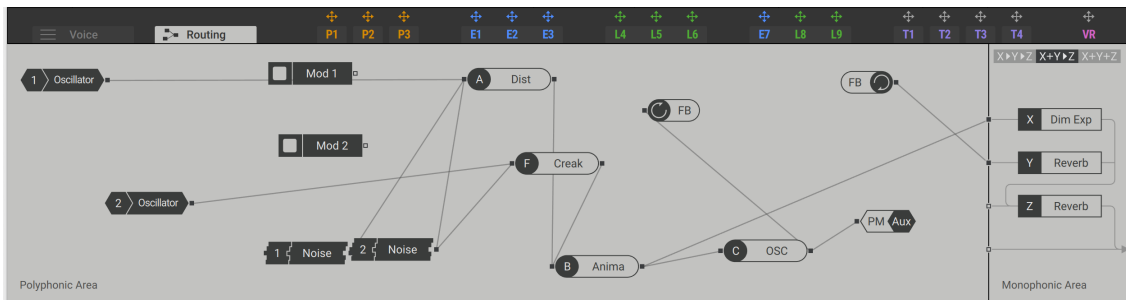 Voice Routing P1 P2 P3 E1 E2 E3 L4 L5 L6 E7 L8 L9 T1 T2 T3 T4 VR
X▸Y▸Z X+Y▸Z X+Y+Z
1 Oscillator Mod 1 A Dist FB
FB
X Dim Exp
Mod 2
F Creak Y Reverb
2 Oscillator Z Reverb
PM Aux
1 Noise 2 Noise C OSC
B Anima
Polyphonic Area Monophonic Area